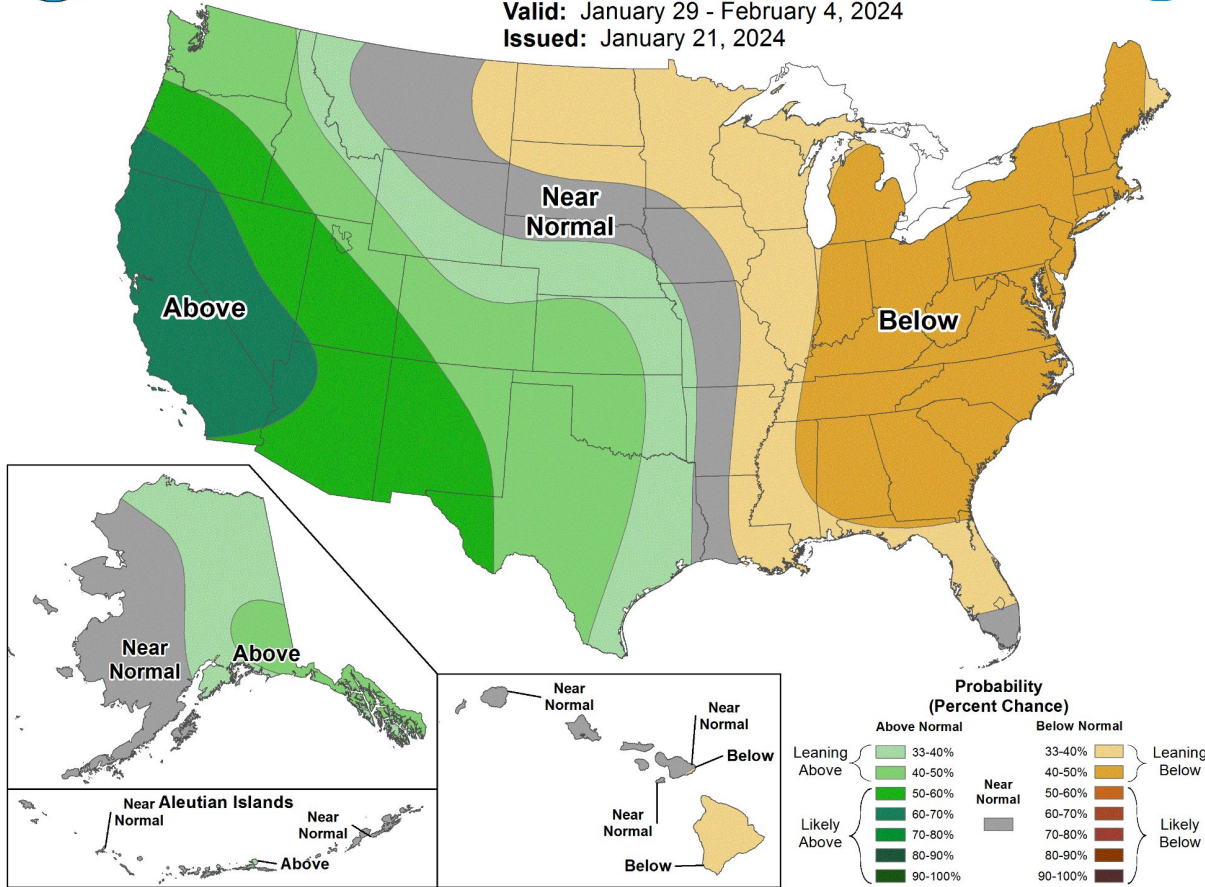 Valid: January 29 - February 4, 2024
Issued: January 21, 2024
Near
Normal
Above
Below
Near
Normal
Above
Near
Normal
Near
Normal
Below
Near
Normal
Below
Near
Normal
Aleutian Islands
Near
Normal
Above
Probability
(Percent Chance)
Above Normal
Below Normal
Leaning
Above
33-40%
40-50%
Likely
Above
50-60%
60-70%
70-80%
80-90%
90-100%
Near
Normal
33-40%
40-50%
Leaning
Below
50-60%
60-70%
70-80%
80-90%
90-100%
Likely
Below